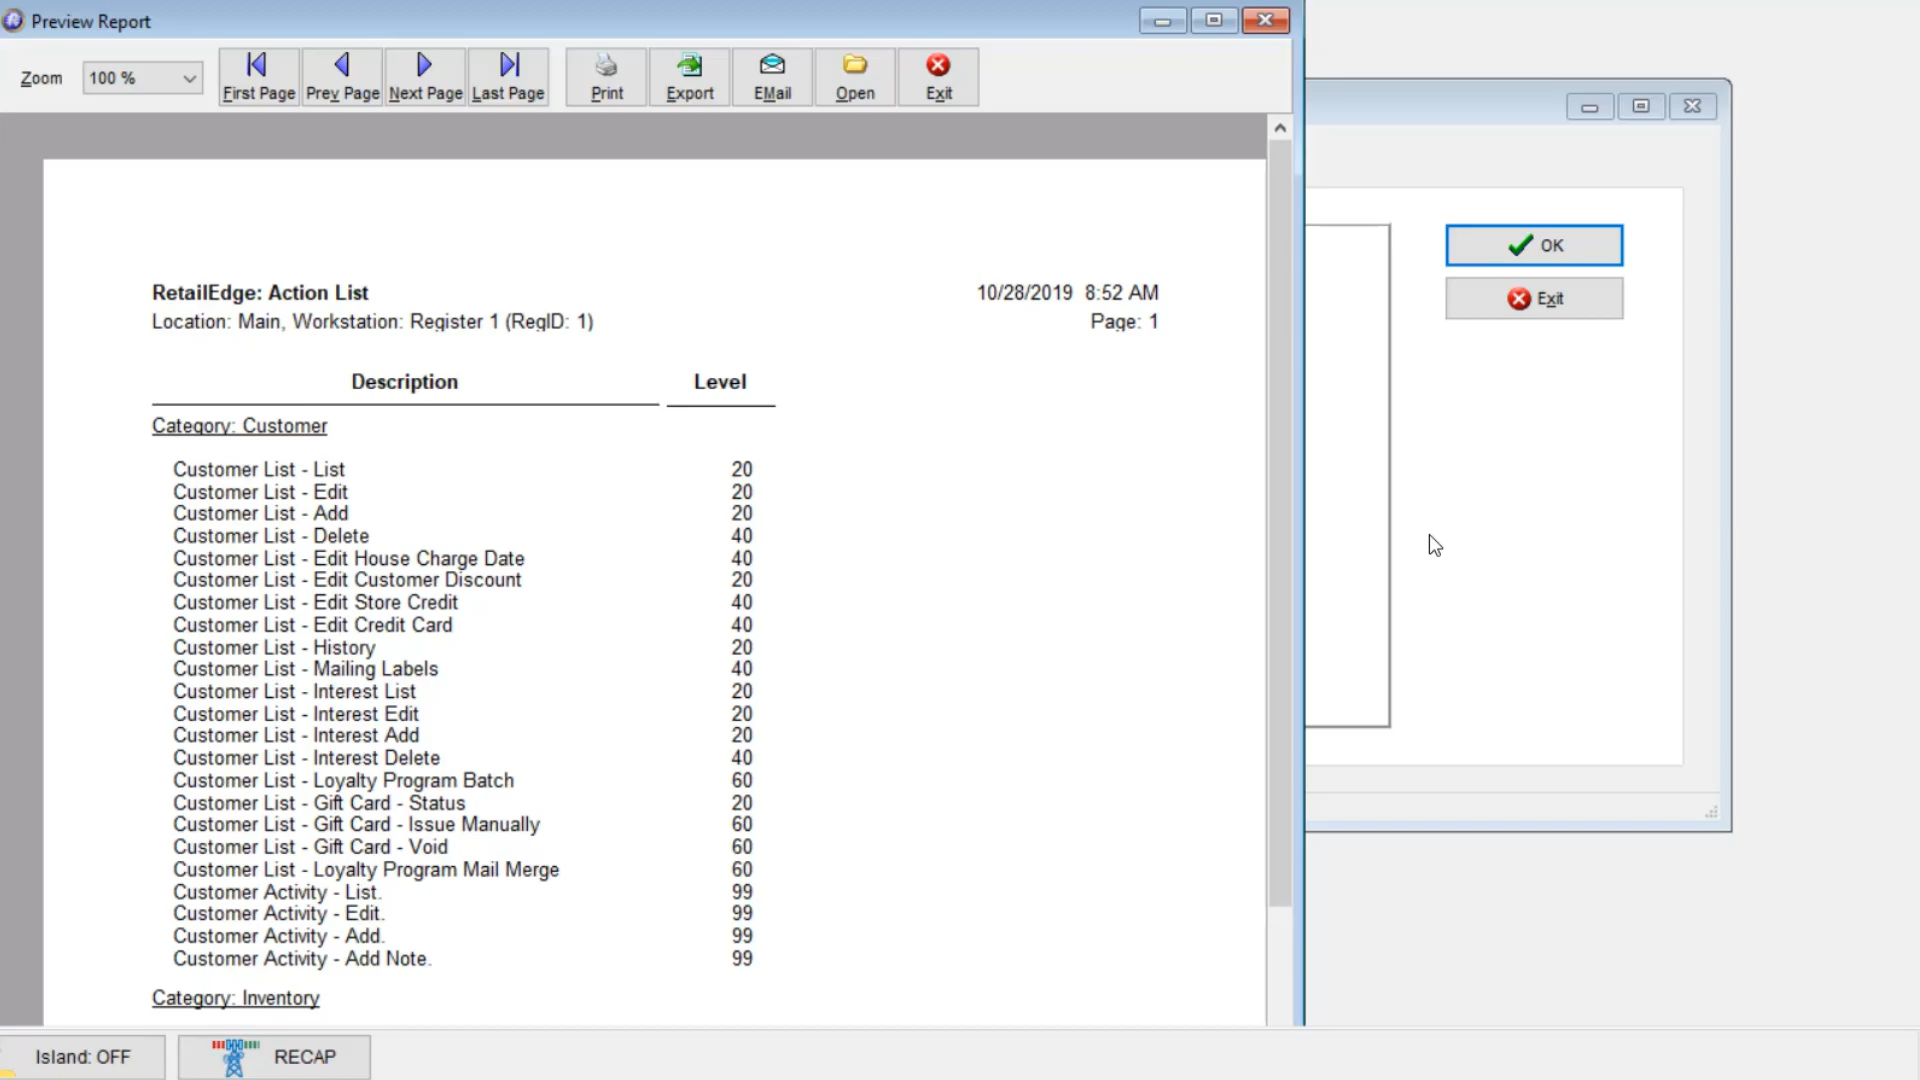 Preview Report
Zoom 100 % First Page Prev Page Next Page Last Page Print Export EMail Open Exit
OK
Exit
RetailEdge: Action List 10/28/2019 8:52 AM
Location: Main, Workstation: Register 1 (RegID: 1) Page: 1
Description Level
Category: Customer
Customer List - List 20
Customer List - Edit 20
Customer List - Add 20
Customer List - Delete 40
Customer List - Edit House Charge Date 40
Customer List - Edit Customer Discount 20
Customer List - Edit Store Credit 40
Customer List - Edit Credit Card 40
Customer List - History 20
Customer List - Mailing Labels 40
Customer List - Interest List 20
Customer List - Interest Edit 20
Customer List - Interest Add 20
Customer List - Interest Delete 40
Customer List - Loyalty Program Batch 60
Customer List - Gift Card - Status 20
Customer List - Gift Card - Issue Manually 60
Customer List - Gift Card - Void 60
Customer List - Loyalty Program Mail Merge 60
Customer Activity - List. 99
Customer Activity - Edit. 99
Customer Activity - Add. 99
Customer Activity - Add Note. 99
Category: Inventory
Island: OFF RECAP